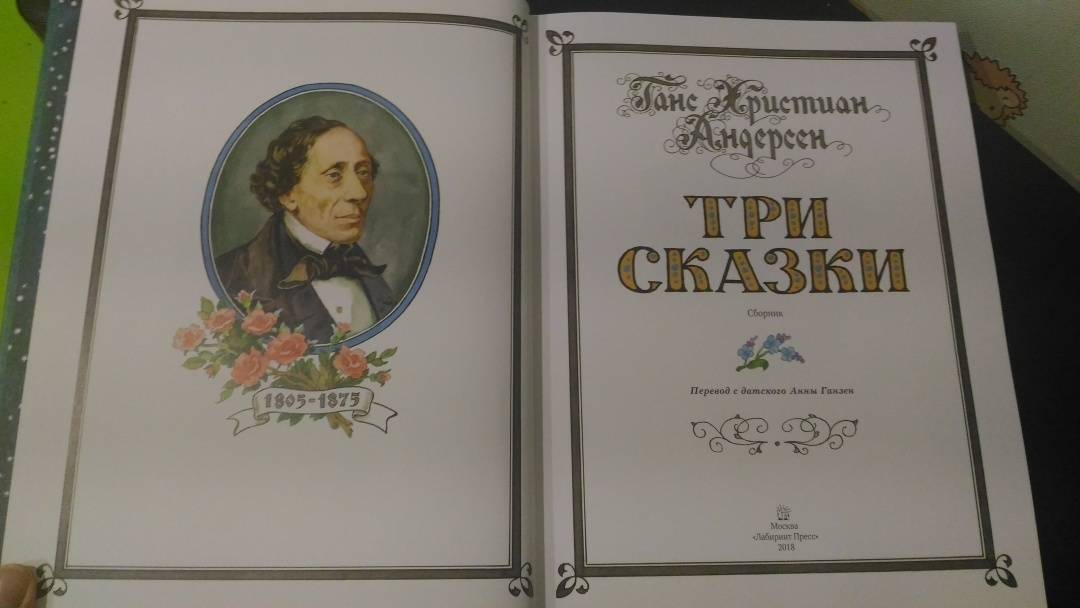 1805-1875
Ганс Христиан
Андерсен
ТРИ
СКАЗКИ
Сборник
Перевод с датского Анны Ганзен
Москва
«Лабиринт Пресс»
2018